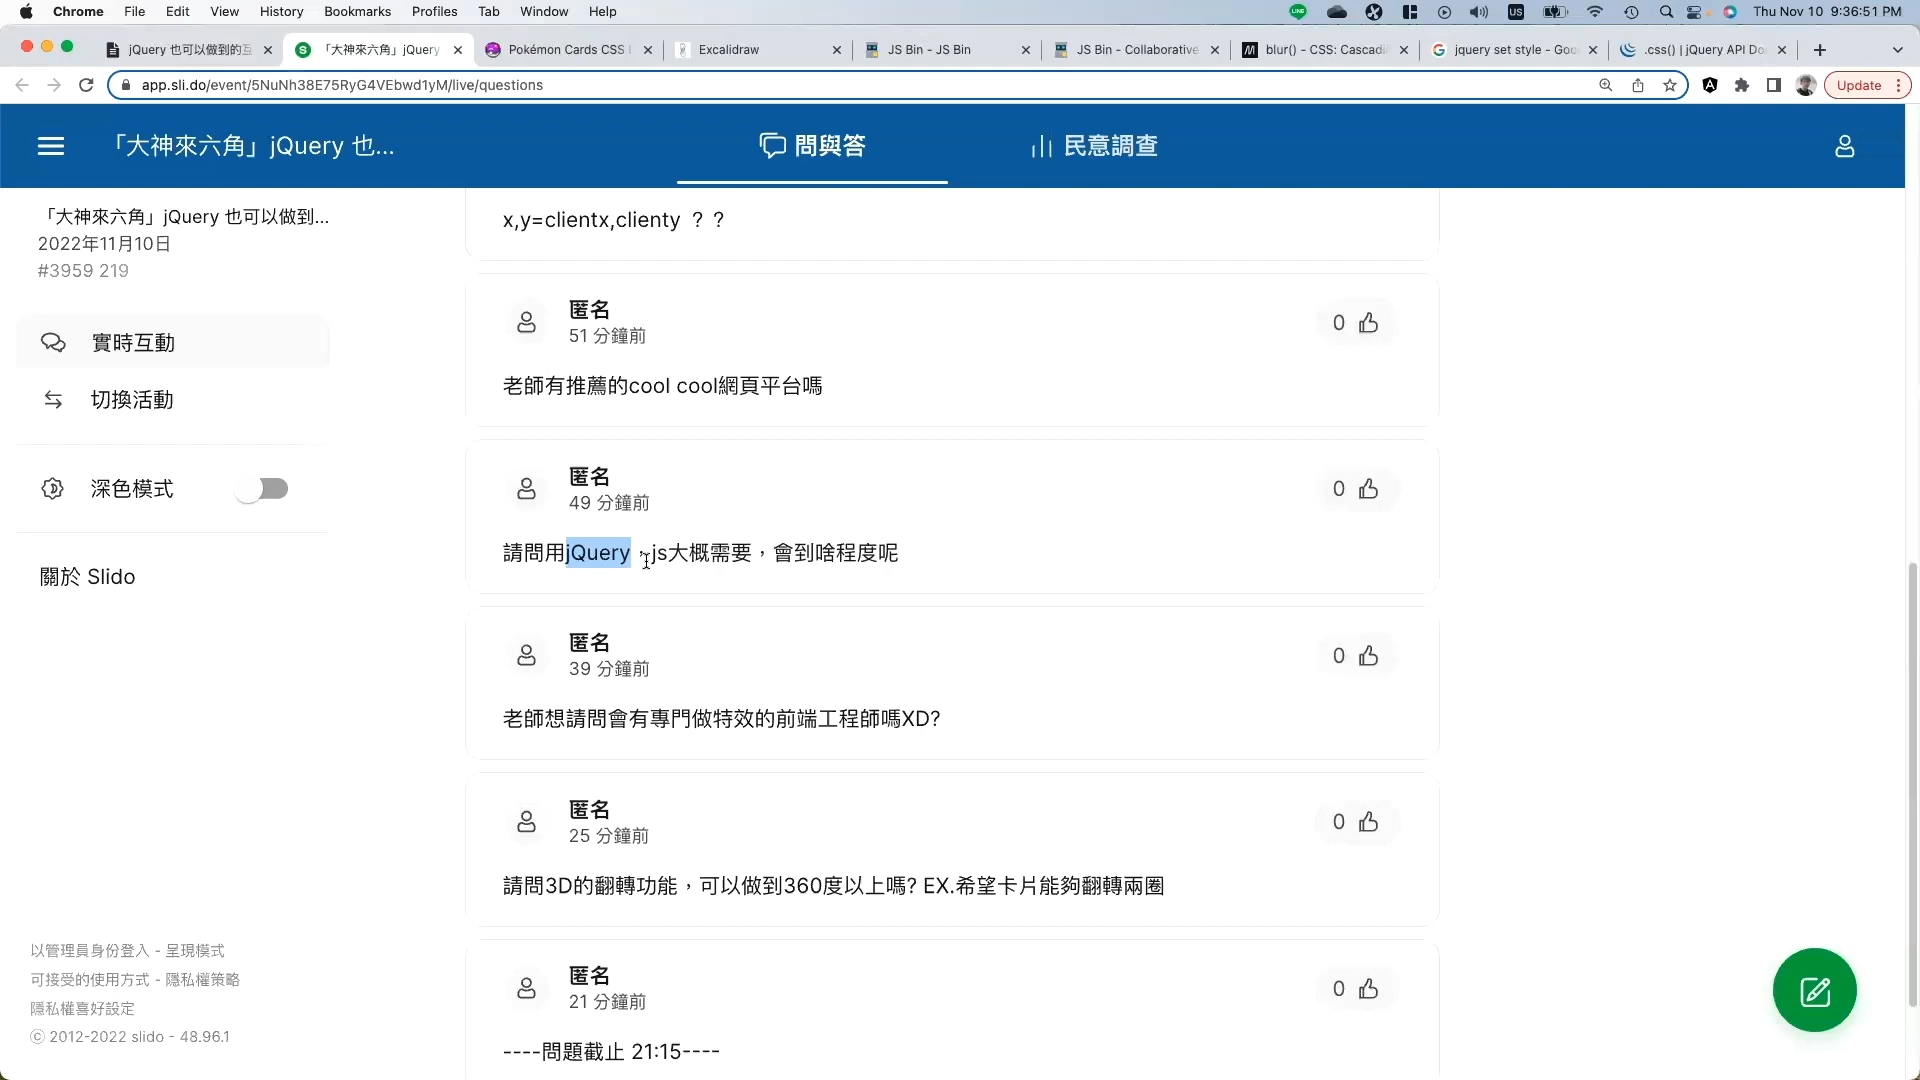 Chrome File Edit View History Bookmarks Profiles Tab Window Help
LINE US Thu Nov 10 9:36:51 PM
jQuery 也可以做到的互
「大神來六角」jQuery
Pokémon Cards CSS
Excalidraw
JS Bin - JS Bin
JS Bin - Collaborative
blur() - CSS: Cascadi
jquery set style - Goo
.css() | jQuery API Do
app.sli.do/event/5NuNh38E75RyG4VEbwd1yM/live/questions
Update
「大神來六角」jQuery 也...
問與答
民意調查
「大神來六角」jQuery 也可以做到...
2022年11月10日
#3959 219
實時互動
切換活動
深色模式
關於 Slido
以管理員身份登入 - 呈現模式
可接受的使用方式 - 隱私權策略
隱私權喜好設定
© 2012-2022 slido - 48.96.1
x,y=clientx,clienty ？？
匿名
51 分鐘前
0
老師有推薦的cool cool網頁平台嗎
匿名
49 分鐘前
0
請問用jQuery，js大概需要，會到啥程度呢
匿名
39 分鐘前
0
老師想請問會有專門做特效的前端工程師嗎XD?
匿名
25 分鐘前
0
請問3D的翻轉功能，可以做到360度以上嗎? EX.希望卡片能夠翻轉兩圈
匿名
21 分鐘前
0
----問題截止 21:15----